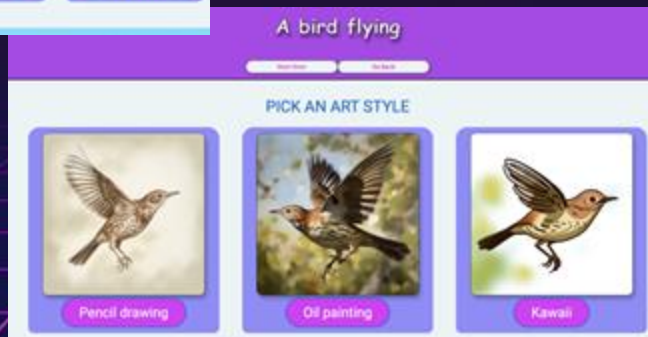 A bird flying
PICK AN ART STYLE
Pencil drawing
Oil painting
Kawaii